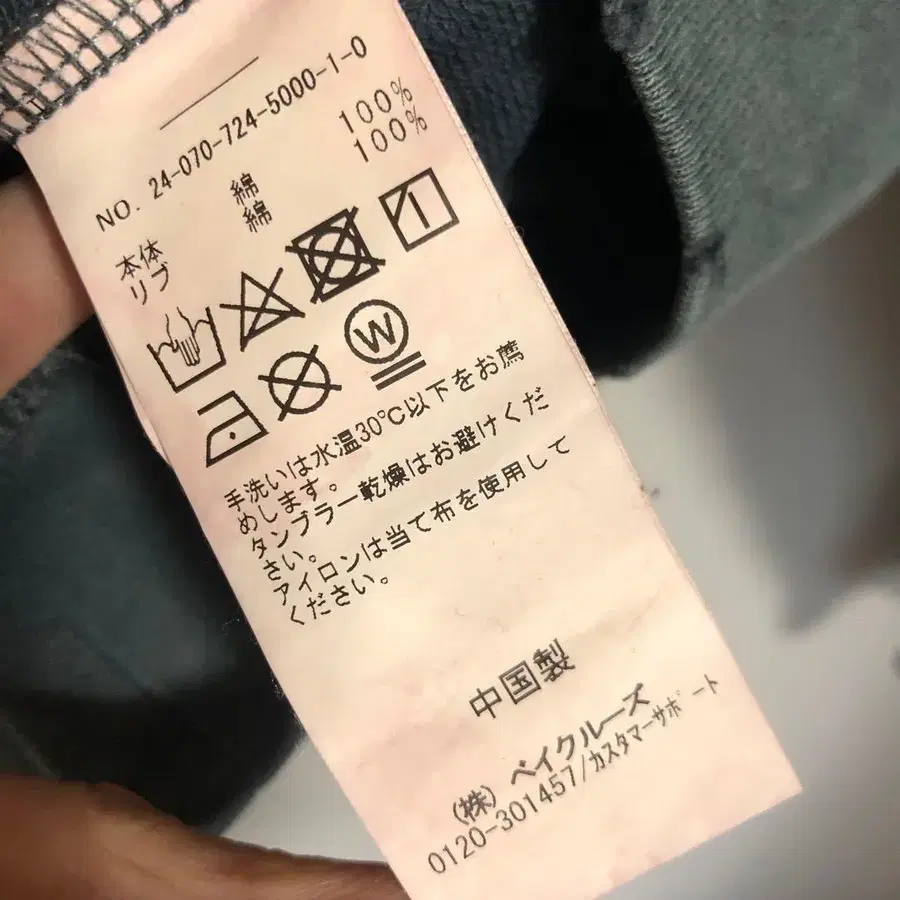 NO. 24-070-724-5000-1-0
本体 綿 100%
リブ 綿 100%
W
手洗いは水温30℃以下をお薦
めします。
タンブラー乾燥はお避けくだ
さい。
アイロンは当て布を使用して
ください。
中国製
(株) ベイクルーズ
0120-301457/カスタマーサポート